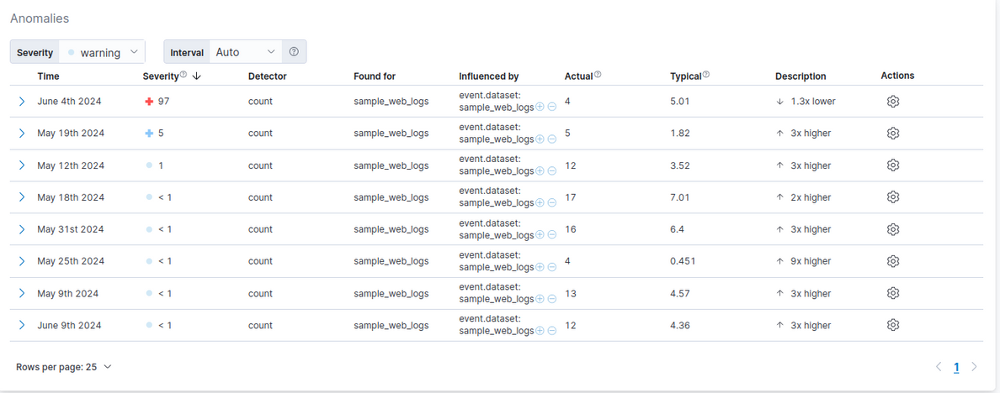 Anomalies
Severity warning Interval Auto
Time Severity Detector Found for Influenced by Actual Typical Description Actions
June 4th 2024 97 count sample_web_logs event.dataset: sample_web_logs 4 5.01 ↓ 1.3x lower
May 19th 2024 5 count sample_web_logs event.dataset: sample_web_logs 5 1.82 ↑ 3x higher
May 12th 2024 1 count sample_web_logs event.dataset: sample_web_logs 12 3.52 ↑ 3x higher
May 18th 2024 < 1 count sample_web_logs event.dataset: sample_web_logs 17 7.01 ↑ 2x higher
May 31st 2024 < 1 count sample_web_logs event.dataset: sample_web_logs 16 6.4 ↑ 3x higher
May 25th 2024 < 1 count sample_web_logs event.dataset: sample_web_logs 4 0.451 ↑ 9x higher
May 9th 2024 < 1 count sample_web_logs event.dataset: sample_web_logs 13 4.57 ↑ 3x higher
June 9th 2024 < 1 count sample_web_logs event.dataset: sample_web_logs 12 4.36 ↑ 3x higher
Rows per page: 25 1